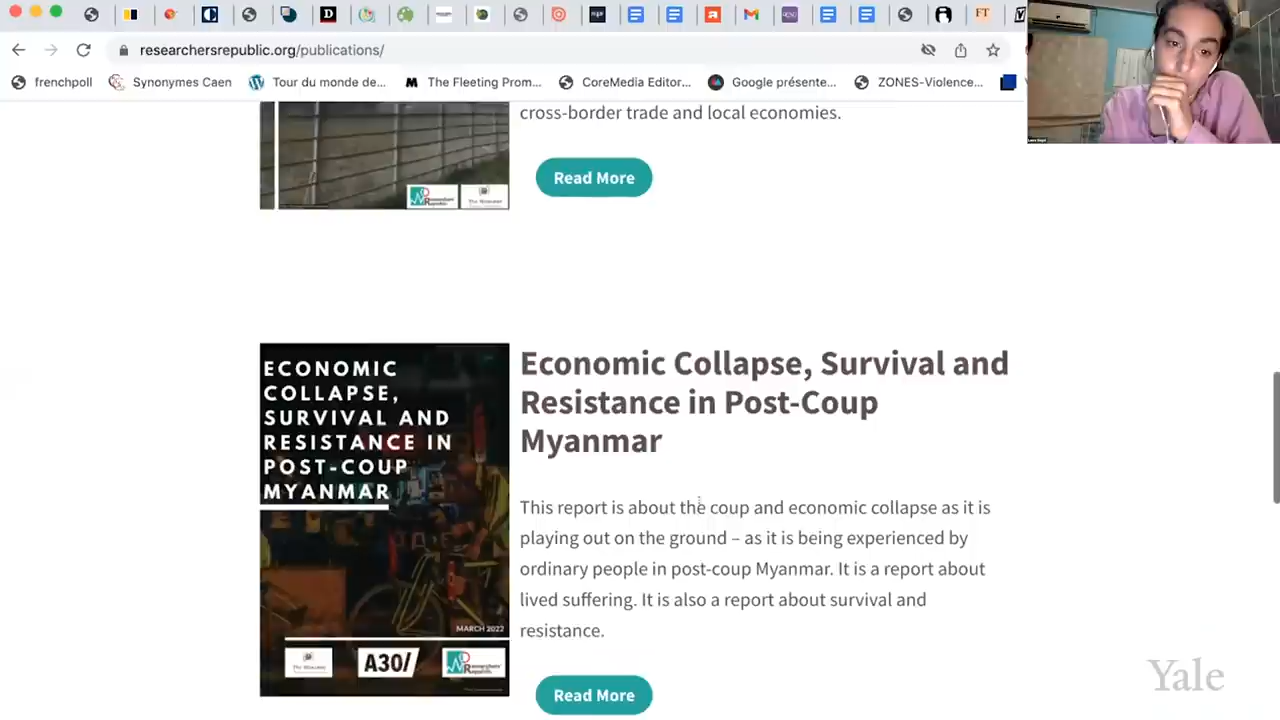 researchersrepublic.org/publications/
frenchpoll
Synonymes Caen
Tour du monde de...
The Fleeting Prom...
CoreMedia Editor...
Google présente...
ZONES-Violence...
cross-border trade and local economies.
Read More
ECONOMIC
COLLAPSE,
SURVIVAL AND
RESISTANCE IN
POST-COUP
MYANMAR
MARCH 2022
A30/
Economic Collapse, Survival and
Resistance in Post-Coup
Myanmar
This report is about the coup and economic collapse as it is
playing out on the ground – as it is being experienced by
ordinary people in post-coup Myanmar. It is a report about
lived suffering. It is also a report about survival and
resistance.
Read More
Yale